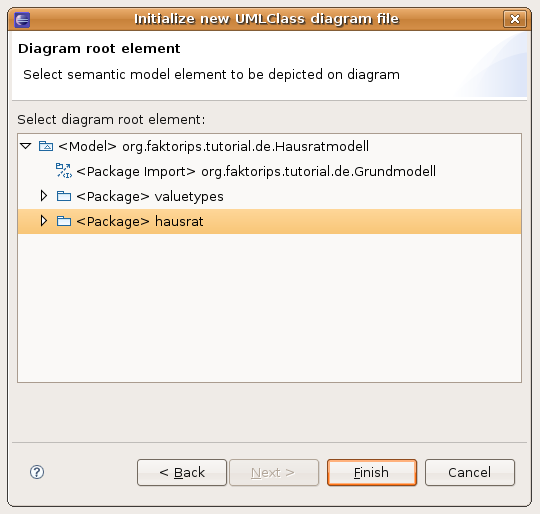 Initialize new UMLClass diagram file
Diagram root element
Select semantic model element to be depicted on diagram
Select diagram root element:
<Model> org.faktorips.tutorial.de.Hausratmodell
<Package Import> org.faktorips.tutorial.de.Grundmodell
<Package> valuetypes
<Package> hausrat
? < Back Next > Finish Cancel